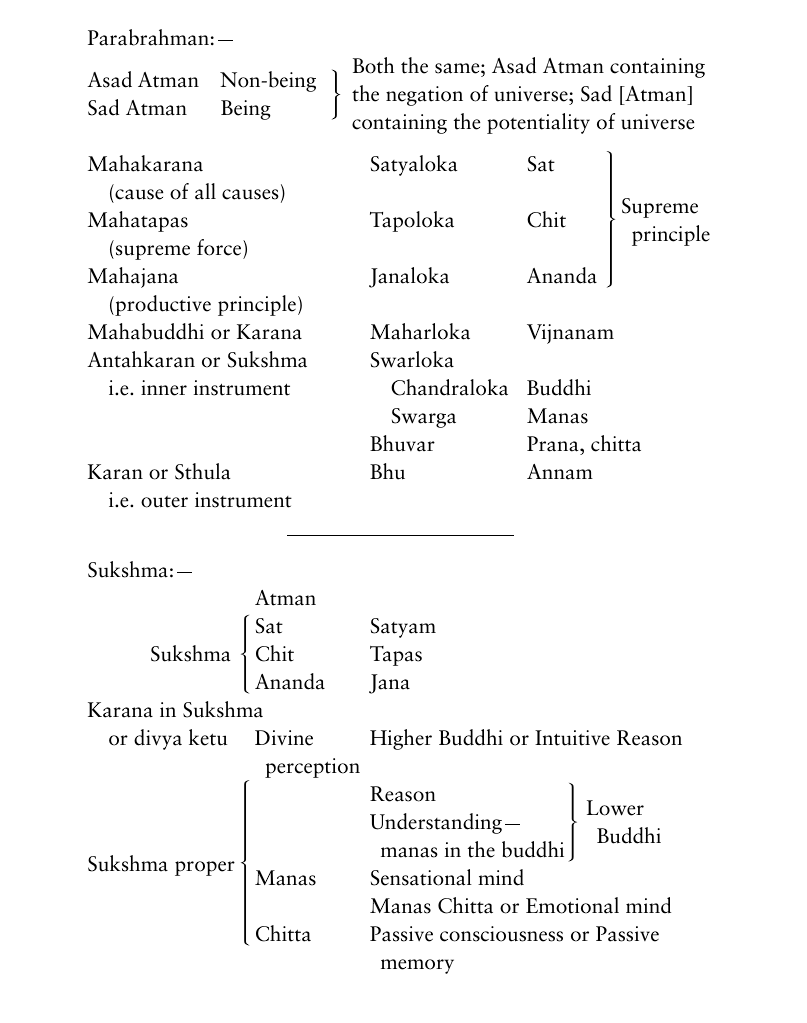 Parabrahman:—
Asad Atman Non-being
Sad Atman Being
Both the same; Asad Atman containing
the negation of universe; Sad [Atman]
containing the potentiality of universe
Mahakarana Satyaloka Sat
(cause of all causes)
Mahatapas Tapoloka Chit
(supreme force)
Mahajana Janaloka Ananda
(productive principle)
Supreme
principle
Mahabuddhi or Karana Maharloka Vijnanam
Antahkaran or Sukshma Swarloka
i.e. inner instrument Chandraloka Buddhi
Swarga Manas
Bhuvar Prana, chitta
Karan or Sthula Bhu Annam
i.e. outer instrument
Sukshma:—
Atman
Sat Satyam
Sukshma Chit Tapas
Ananda Jana
Karana in Sukshma
or divya ketu Divine Higher Buddhi or Intuitive Reason
perception
Reason
Understanding—
manas in the buddhi
Lower
Buddhi
Sukshma proper
Manas Sensational mind
Manas Chitta or Emotional mind
Chitta Passive consciousness or Passive
memory